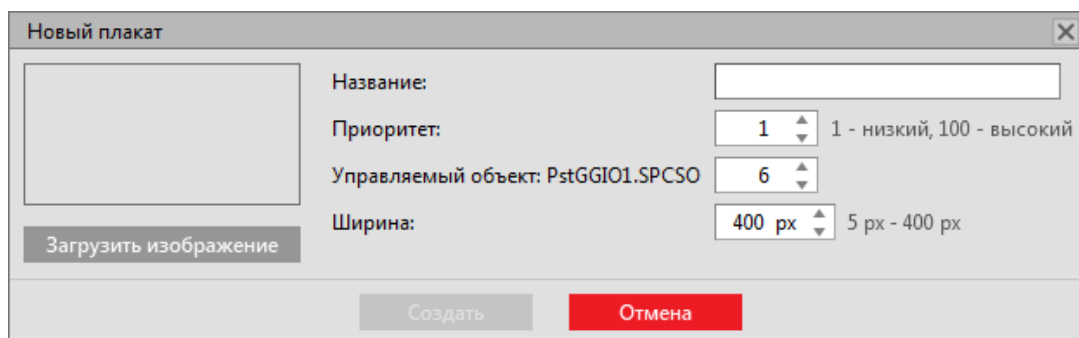 Новый плакат
Название:
Приоритет: 1 1 - низкий, 100 - высокий
Управляемый объект: PstGGIO1.SPCSO 6
Ширина: 400 px 5 px - 400 px
Загрузить изображение
Создать Отмена